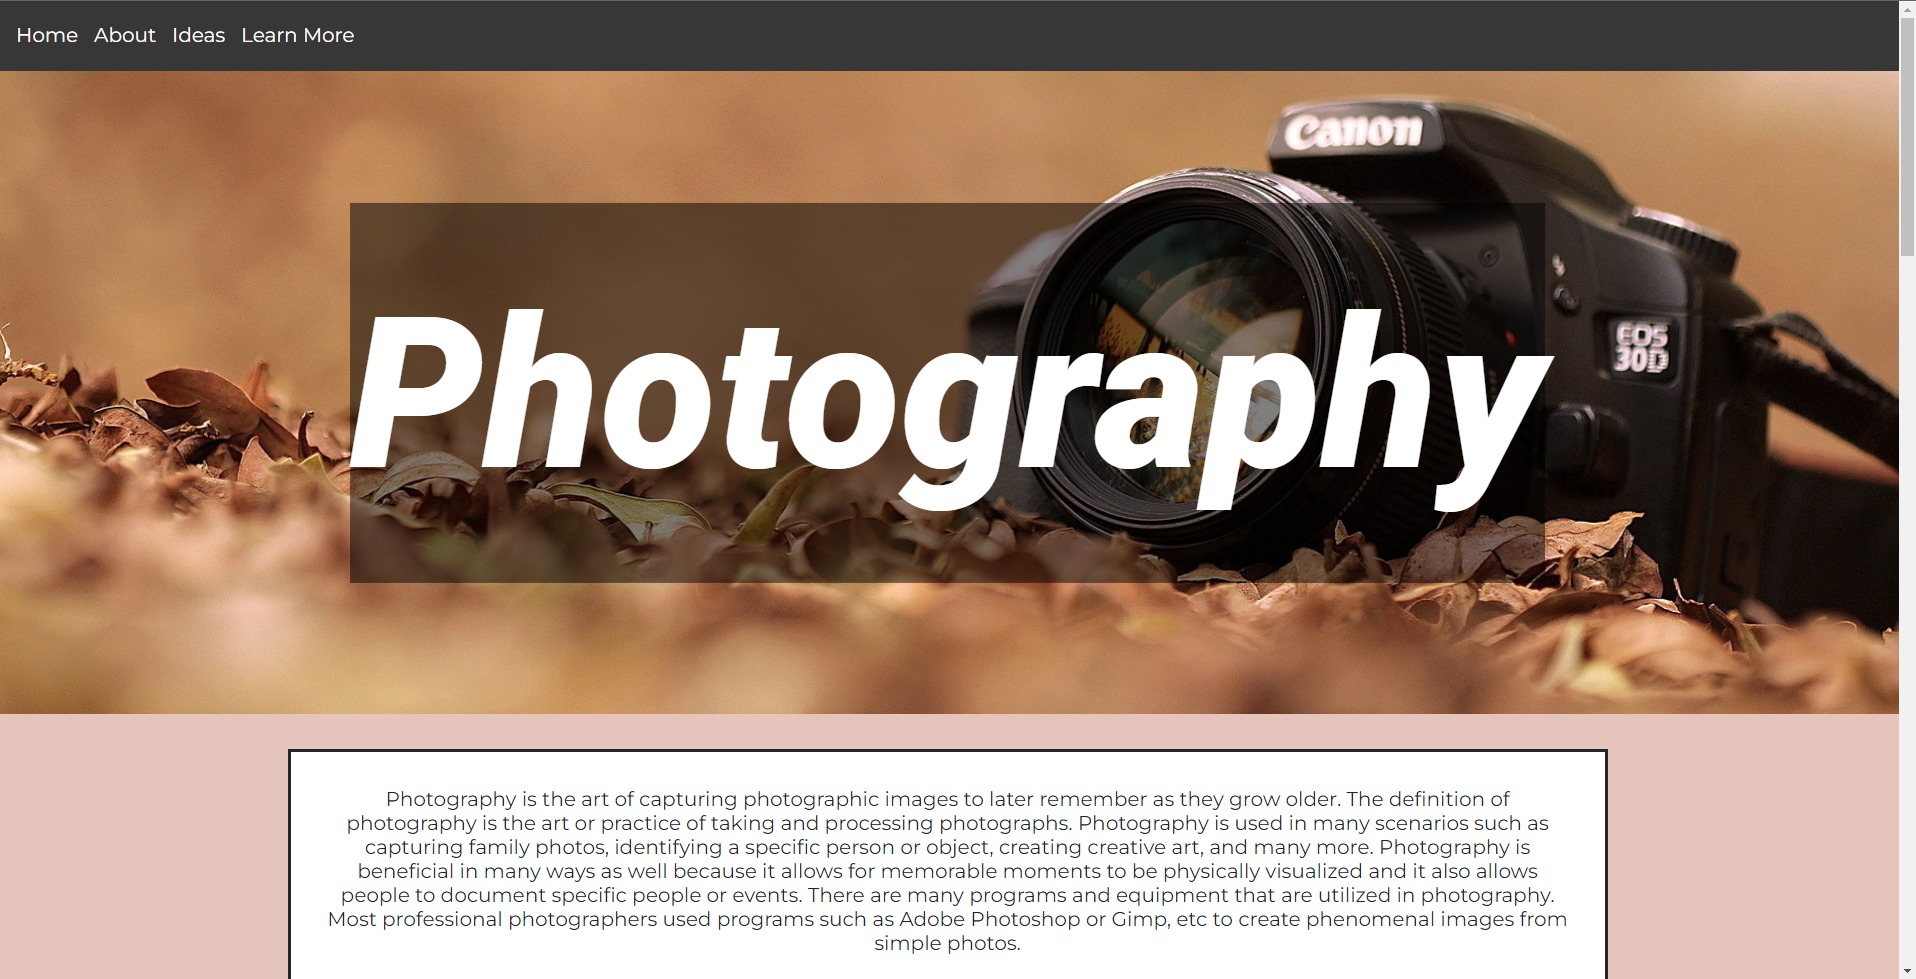 Home About Ideas Learn More
Canon
EOS
30D
Photography
Photography is the art of capturing photographic images to later remember as they grow older. The definition of
photography is the art or practice of taking and processing photographs. Photography is used in many scenarios such as
capturing family photos, identifying a specific person or object, creating creative art, and many more. Photography is
beneficial in many ways as well because it allows for memorable moments to be physically visualized and it also allows
people to document specific people or events. There are many programs and equipment that are utilized in photography.
Most professional photographers used programs such as Adobe Photoshop or Gimp, etc to create phenomenal images from
simple photos.